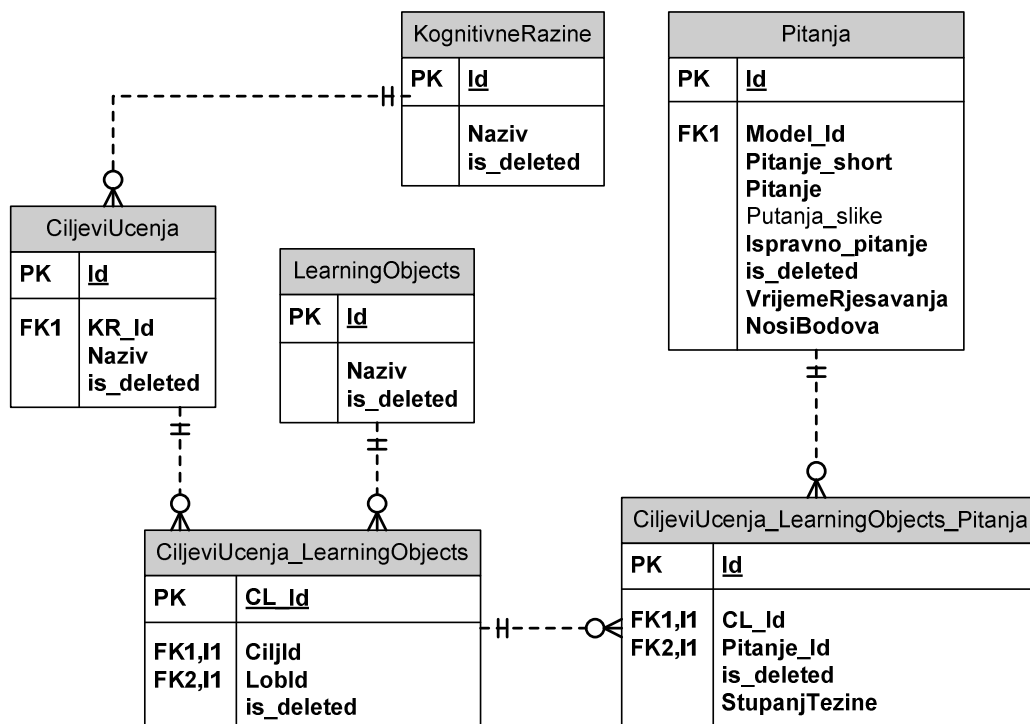 KognitivneRazine
PK Id
Naziv
is_deleted
Pitanja
PK Id
FK1 Model_Id
Pitanje_short
Pitanje
Putanja_slike
Ispravno_pitanje
is_deleted
VrijemeRjesavanja
NosiBodova
CiljeviUcenja
PK Id
FK1 KR_Id
Naziv
is_deleted
LearningObjects
PK Id
Naziv
is_deleted
CiljeviUcenja_LearningObjects
PK CL_Id
FK1,I1 CiljId
FK2,I1 LobId
is_deleted
CiljeviUcenja_LearningObjects_Pitanja
PK Id
FK1,I1 CL_Id
FK2,I1 Pitanje_Id
is_deleted
StupanjTezine